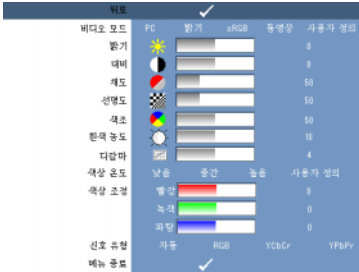 뒤로
비디오 모드 PC 밝기 sRGB 동영상 사용자 정의
밝기 0
대비 0
채도 50
선명도 50
색조 50
흰색 농도 10
디감마 4
색상 온도 낮음 중간 높음 사용자 정의
색상 조정 빨강 0
녹색 0
파랑 0
신호 유형 자동 RGB YCbCr YPbPr
메뉴 종료